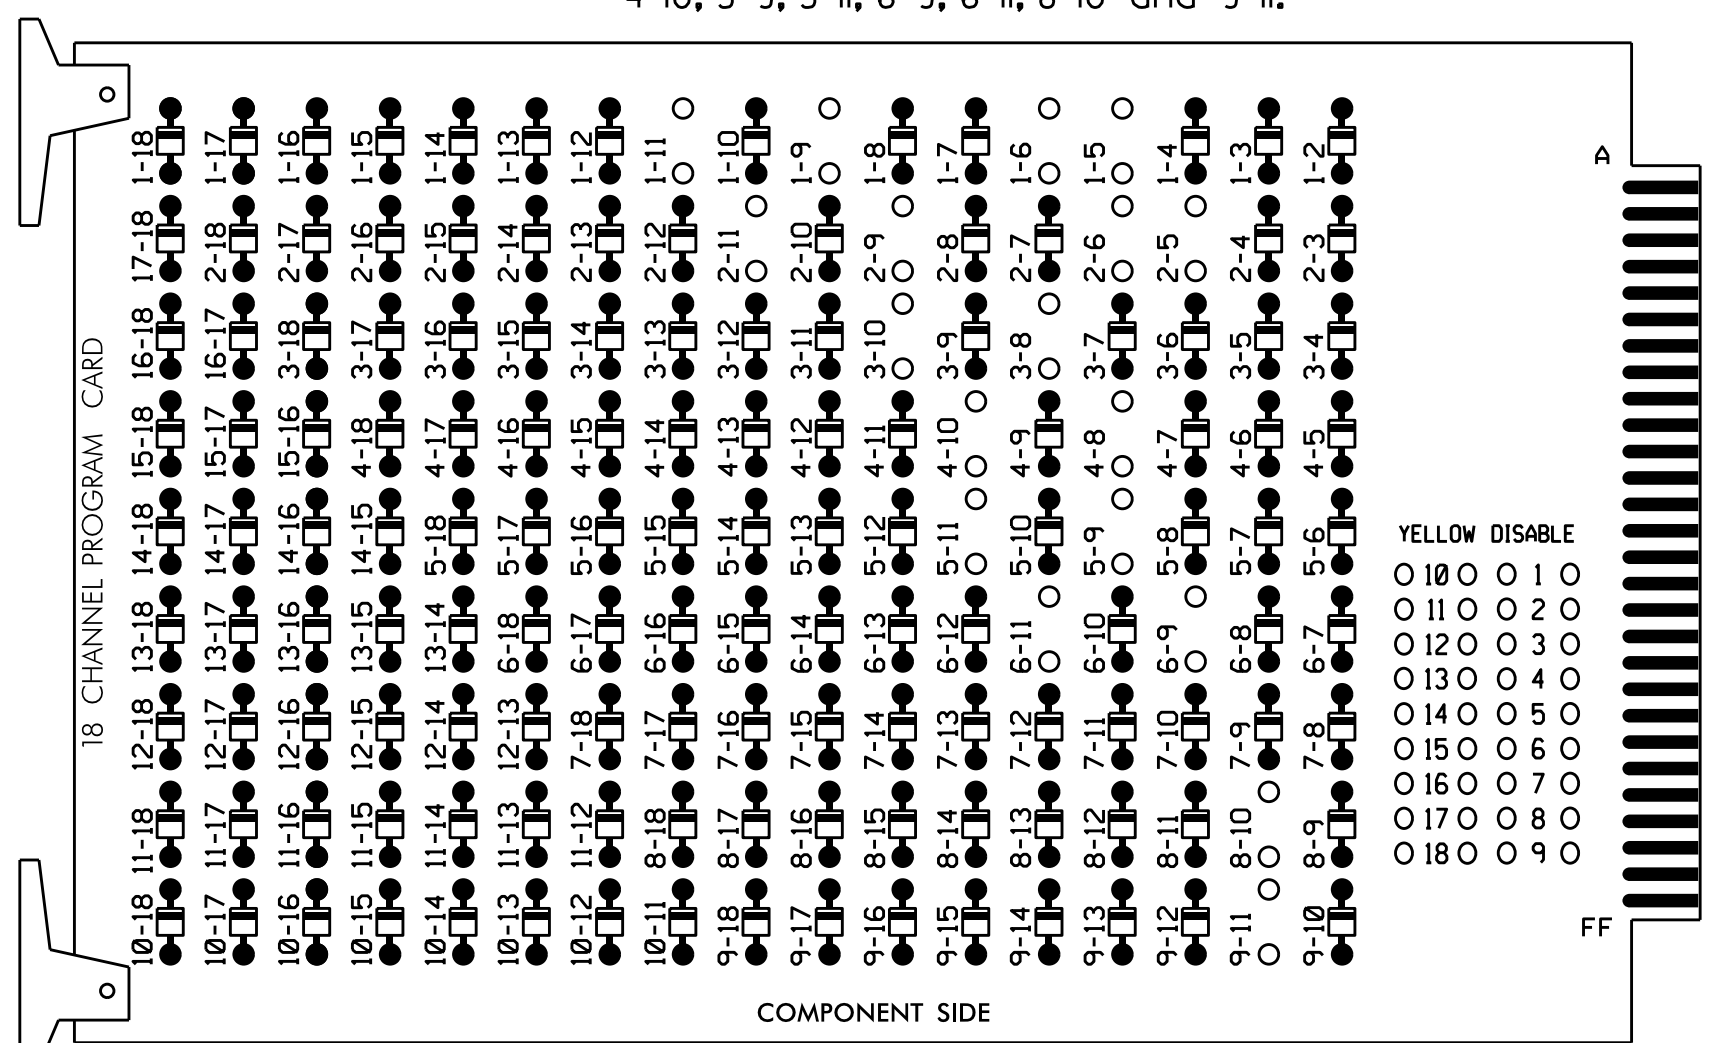 4-10, 5-9, 5-11, 6-9, 6-11, 8-10 and 9-11.
1-18 1-17 1-16 1-15 1-14 1-13 1-12 1-11 1-10 1-9 1-8 1-7 1-6 1-5 1-4 1-3 1-2
A
17-18 2-18 2-17 2-16 2-15 2-14 2-13 2-12 2-11 2-10 2-9 2-8 2-7 2-6 2-5 2-4 2-3
16-18 16-17 3-18 3-17 3-16 3-15 3-14 3-13 3-12 3-11 3-10 3-9 3-8 3-7 3-6 3-5 3-4
15-18 15-17 15-16 4-18 4-17 4-16 4-15 4-14 4-13 4-12 4-11 4-10 4-9 4-8 4-7 4-6 4-5
14-18 14-17 14-16 14-15 5-18 5-17 5-16 5-15 5-14 5-13 5-12 5-11 5-10 5-9 5-8 5-7 5-6
13-18 13-17 13-16 13-15 13-14 6-18 6-17 6-16 6-15 6-14 6-13 6-12 6-11 6-10 6-9 6-8 6-7
12-18 12-17 12-16 12-15 12-14 12-13 7-18 7-17 7-16 7-15 7-14 7-13 7-12 7-11 7-10 7-9 7-8
11-18 11-17 11-16 11-15 11-14 11-13 11-12 8-18 8-17 8-16 8-15 8-14 8-13 8-12 8-11 8-10 8-9
10-18 10-17 10-16 10-15 10-14 10-13 10-12 10-11 9-18 9-17 9-16 9-15 9-14 9-13 9-12 9-11 9-10
18 CHANNEL PROGRAM CARD
YELLOW DISABLE
10 1
11 2
12 3
13 4
14 5
15 6
16 7
17 8
18 9
FF
COMPONENT SIDE